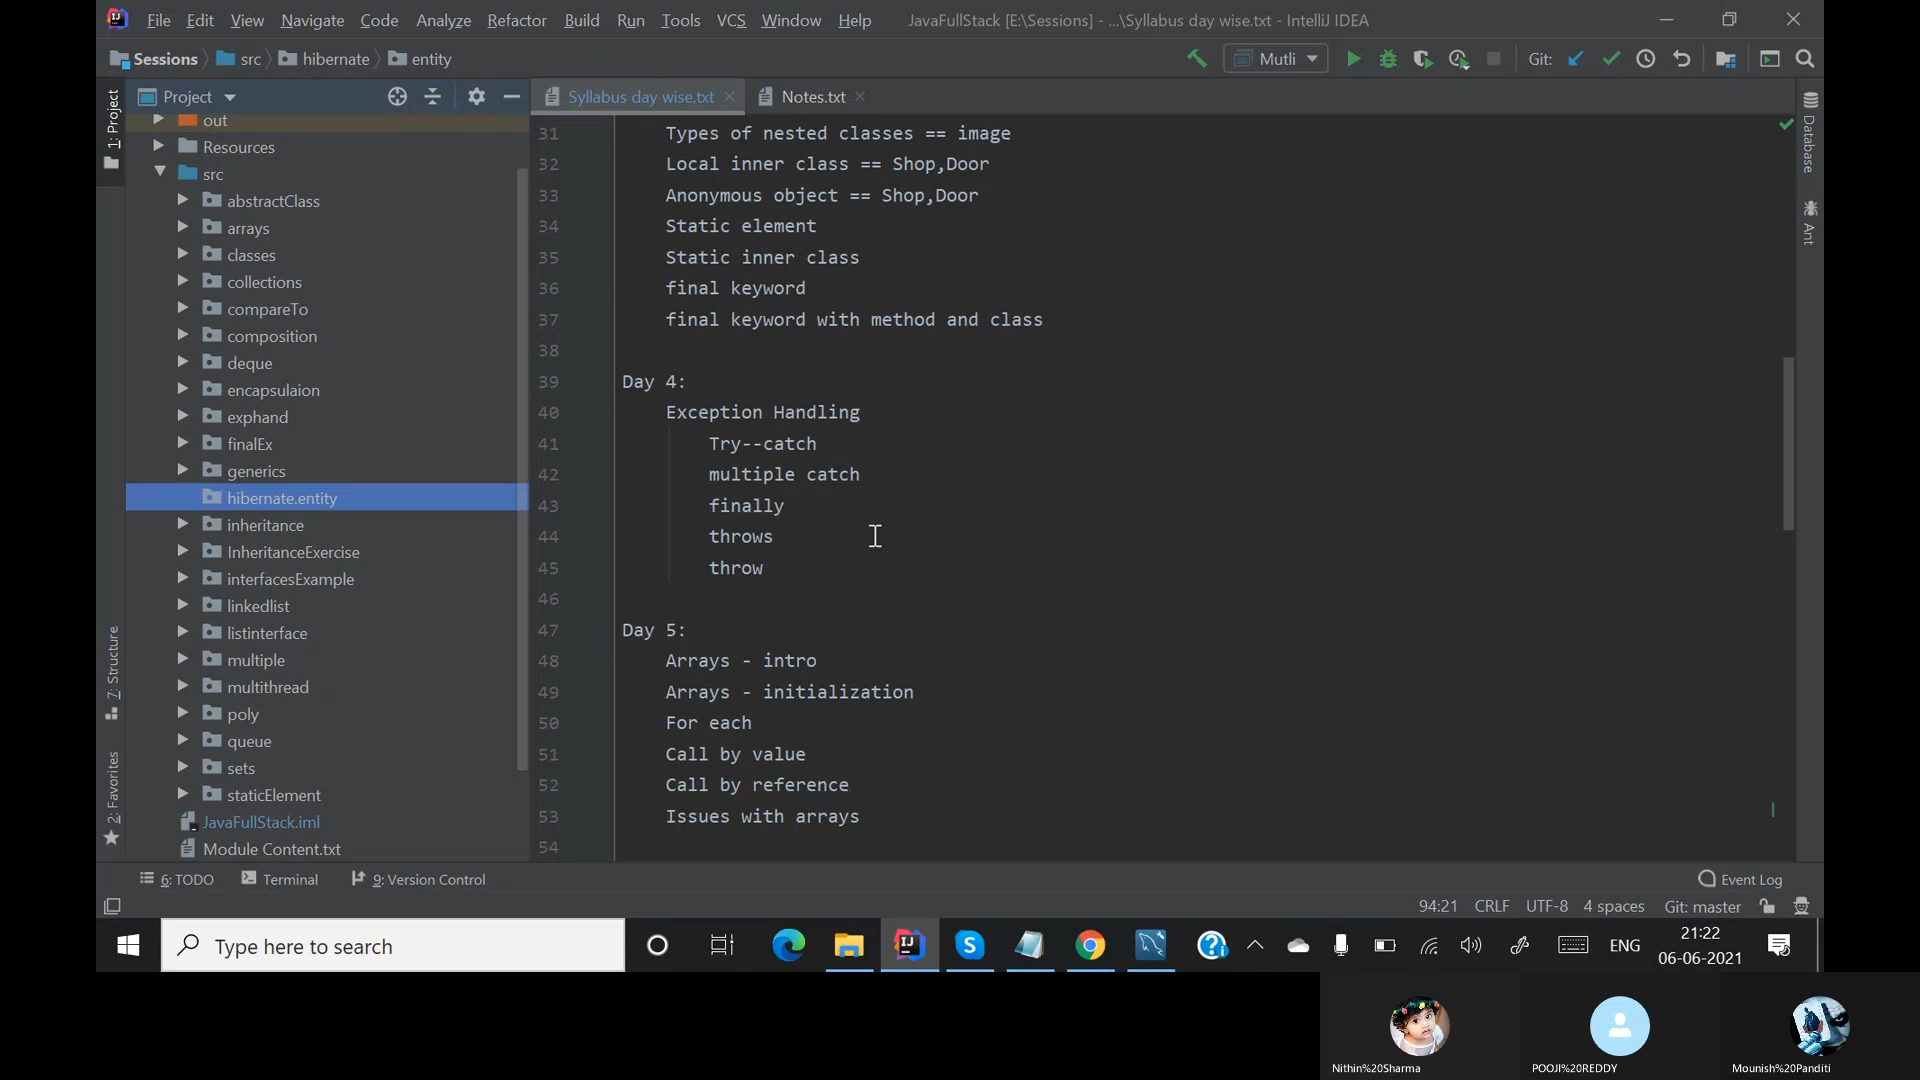 File Edit View Navigate Code Analyze Refactor Build Run Tools VCS Window Help JavaFullStack [E:\Sessions] - ...\Syllabus day wise.txt - IntelliJ IDEA
Sessions src hibernate entity Mutli Git:
1: Project
Project
Syllabus day wise.txt Notes.txt
out
Resources
src
abstractClass
arrays
classes
collections
compareTo
composition
deque
encapsulaion
exphand
finalEx
generics
hibernate.entity
inheritance
InheritanceExercise
interfacesExample
linkedlist
listinterface
multiple
multithread
poly
queue
sets
staticElement
JavaFullStack.iml
Module Content.txt
7: Structure
2: Favorites
31 Types of nested classes == image
32 Local inner class == Shop,Door
33 Anonymous object == Shop,Door
34 Static element
35 Static inner class
36 final keyword
37 final keyword with method and class
38
39 Day 4:
40 Exception Handling
41 Try--catch
42 multiple catch
43 finally
44 throws
45 throw
46
47 Day 5:
48 Arrays - intro
49 Arrays - initialization
50 For each
51 Call by value
52 Call by reference
53 Issues with arrays
54
Database
Ant
6: TODO Terminal 9: Version Control Event Log
94:21 CRLF UTF-8 4 spaces Git: master
Type here to search
ENG
21:22
06-06-2021
Nithin%20Sharma POOJI%20REDDY Mounish%20Panditi